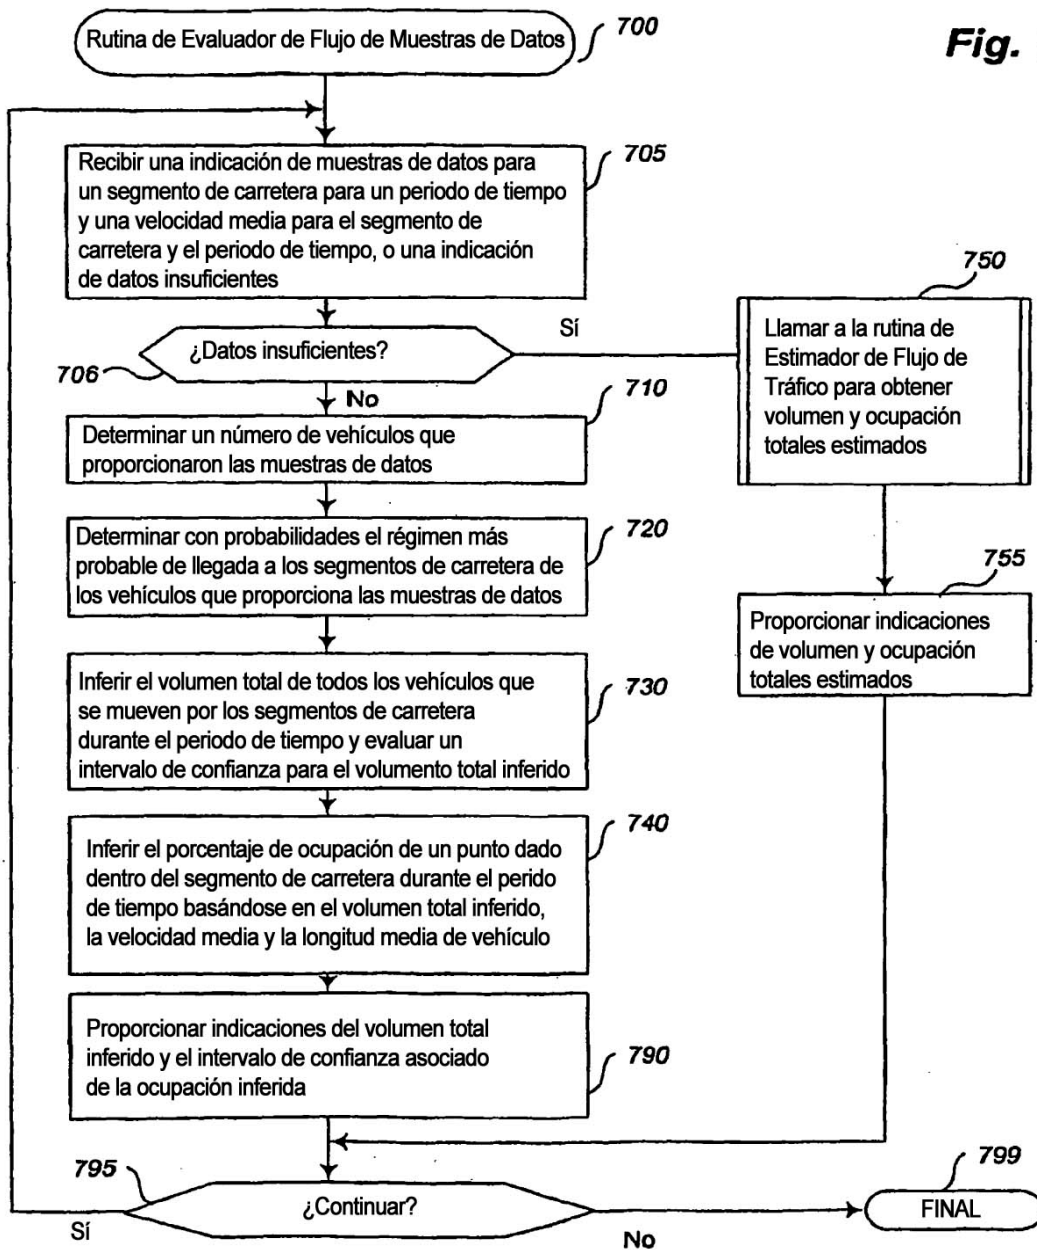 Rutina de Evaluador de Flujo de Muestras de Datos
700
Fig.
Recibir una indicación de muestras de datos para
un segmento de carretera para un periodo de tiempo
y una velocidad media para el segmento de
carretera y el periodo de tiempo, o una indicación
de datos insuficientes
705
¿Datos insuficientes?
706
Sí
No
750
Llamar a la rutina de
Estimador de Flujo de
Tráfico para obtener
volumen y ocupación
totales estimados
Determinar un número de vehículos que
proporcionaron las muestras de datos
710
Determinar con probabilidades el régimen más
probable de llegada a los segmentos de carretera de
los vehículos que proporciona las muestras de datos
720
755
Proporcionar indicaciones
de volumen y ocupación
totales estimados
Inferir el volumen total de todos los vehículos que
se mueven por los segmentos de carretera
durante el periodo de tiempo y evaluar un
intervalo de confianza para el volumento total inferido
730
Inferir el porcentaje de ocupación de un punto dado
dentro del segmento de carretera durante el perido
de tiempo basándose en el volumen total inferido,
la velocidad media y la longitud media de vehículo
740
Proporcionar indicaciones del volumen total
inferido y el intervalo de confianza asociado
de la ocupación inferida
790
795
¿Continuar?
Sí
No
799
FINAL